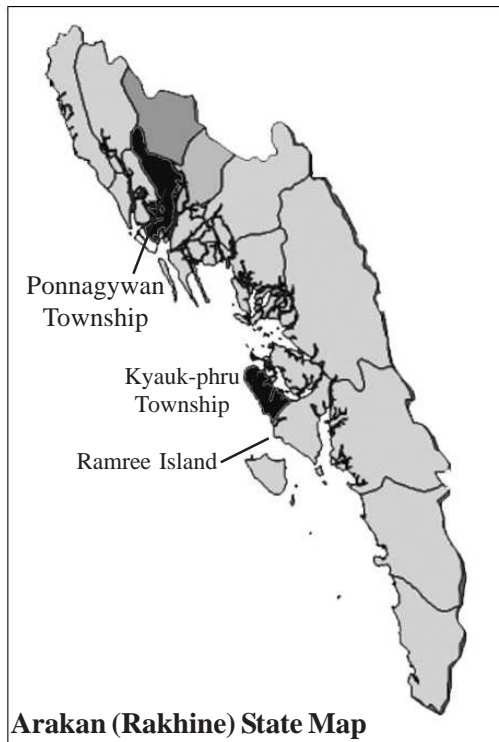 Ponnagywan
Township
Kyauk-phru
Township
Ramree Island
Arakan (Rakhine) State Map